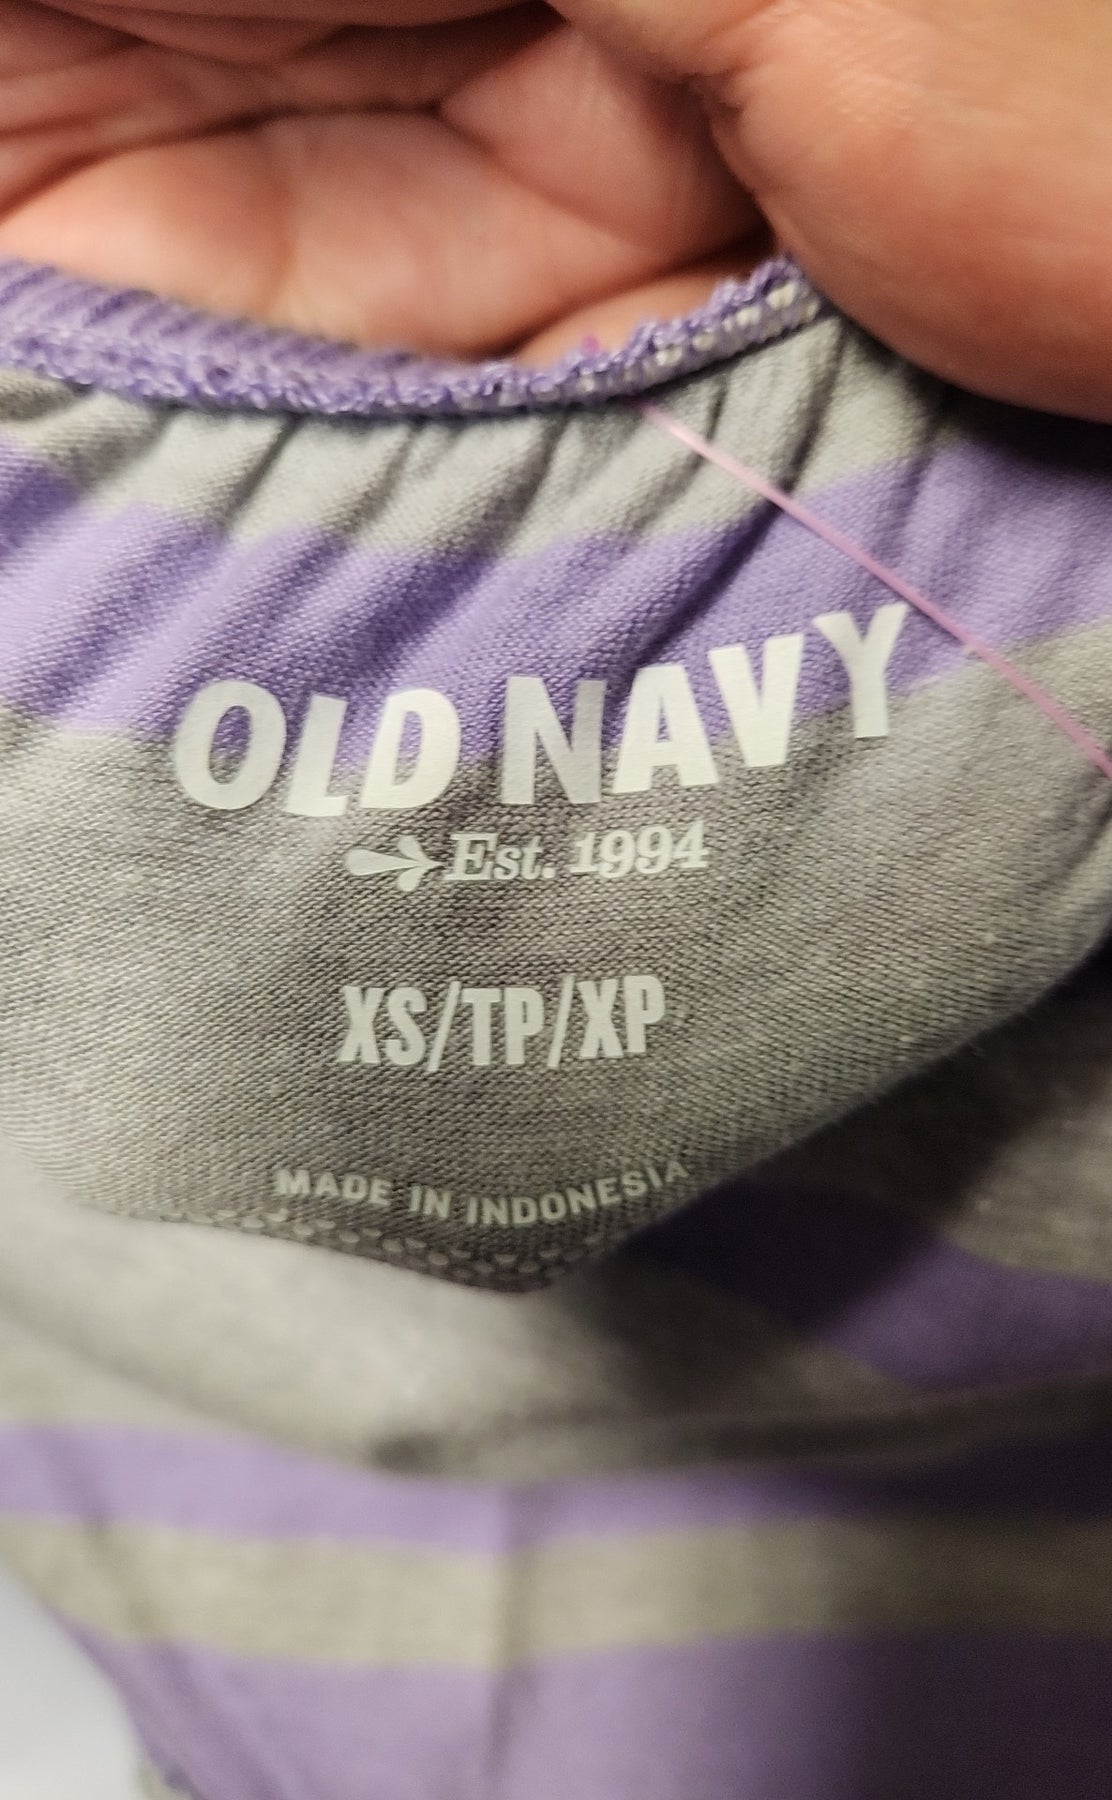 OLD NAVY
Est. 1994
XS/TP/XP
MADE IN INDONESIA